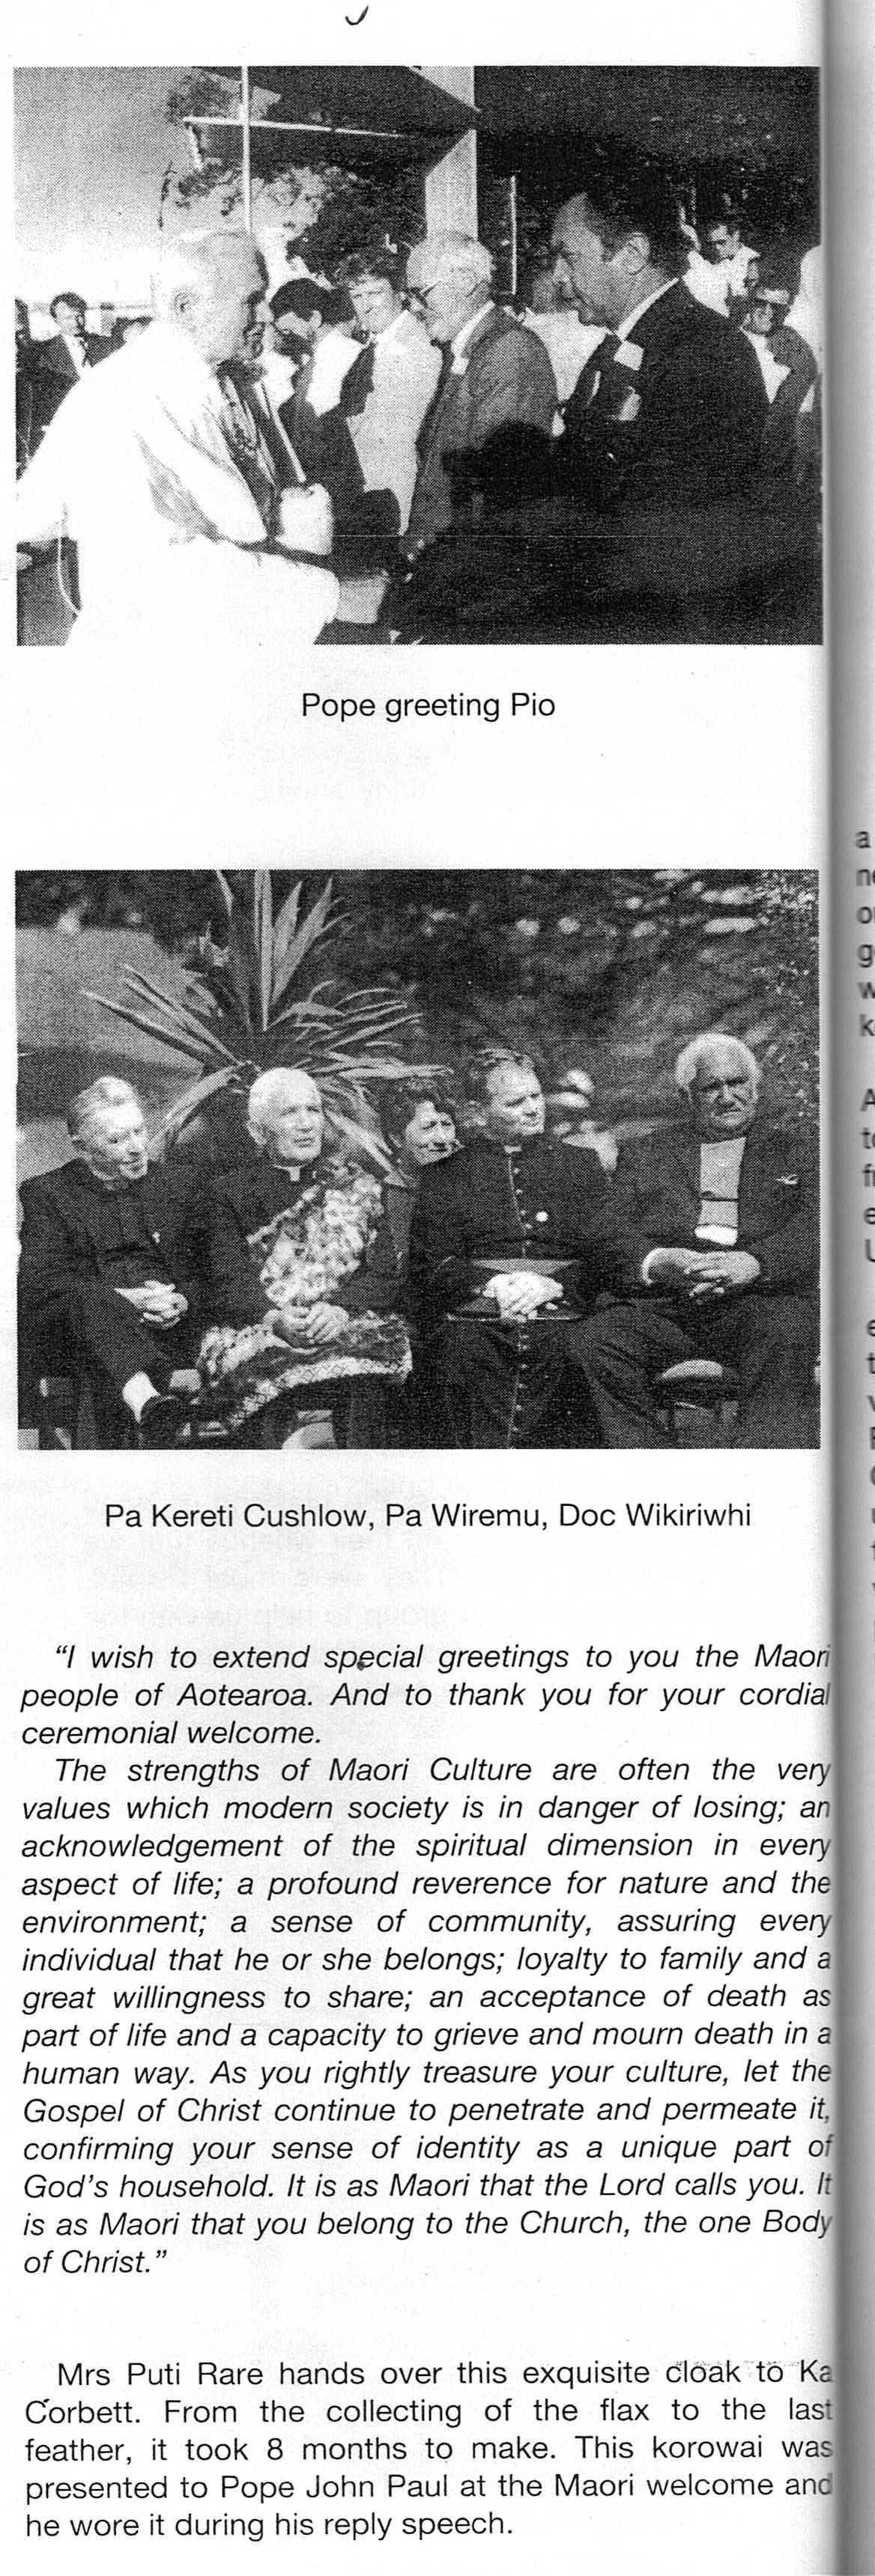 Pope greeting Pio
Pa Kereti Cushlow, Pa Wiremu, Doc Wikiriwhi
“I wish to extend special greetings to you the Maori
people of Aotearoa. And to thank you for your cordial
ceremonial welcome.
The strengths of Maori Culture are often the very
values which modern society is in danger of losing; an
acknowledgement of the spiritual dimension in every
aspect of life; a profound reverence for nature and the
environment; a sense of community, assuring every
individual that he or she belongs; loyalty to family and a
great willingness to share; an acceptance of death as
part of life and a capacity to grieve and mourn death in a
human way. As you rightly treasure your culture, let the
Gospel of Christ continue to penetrate and permeate it,
confirming your sense of identity as a unique part of
God’s household. It is as Maori that the Lord calls you. It
is as Maori that you belong to the Church, the one Body
of Christ.”
Mrs Puti Rare hands over this exquisite cloak to Ka
Corbett. From the collecting of the flax to the last
feather, it took 8 months to make. This korowai was
presented to Pope John Paul at the Maori welcome and
he wore it during his reply speech.